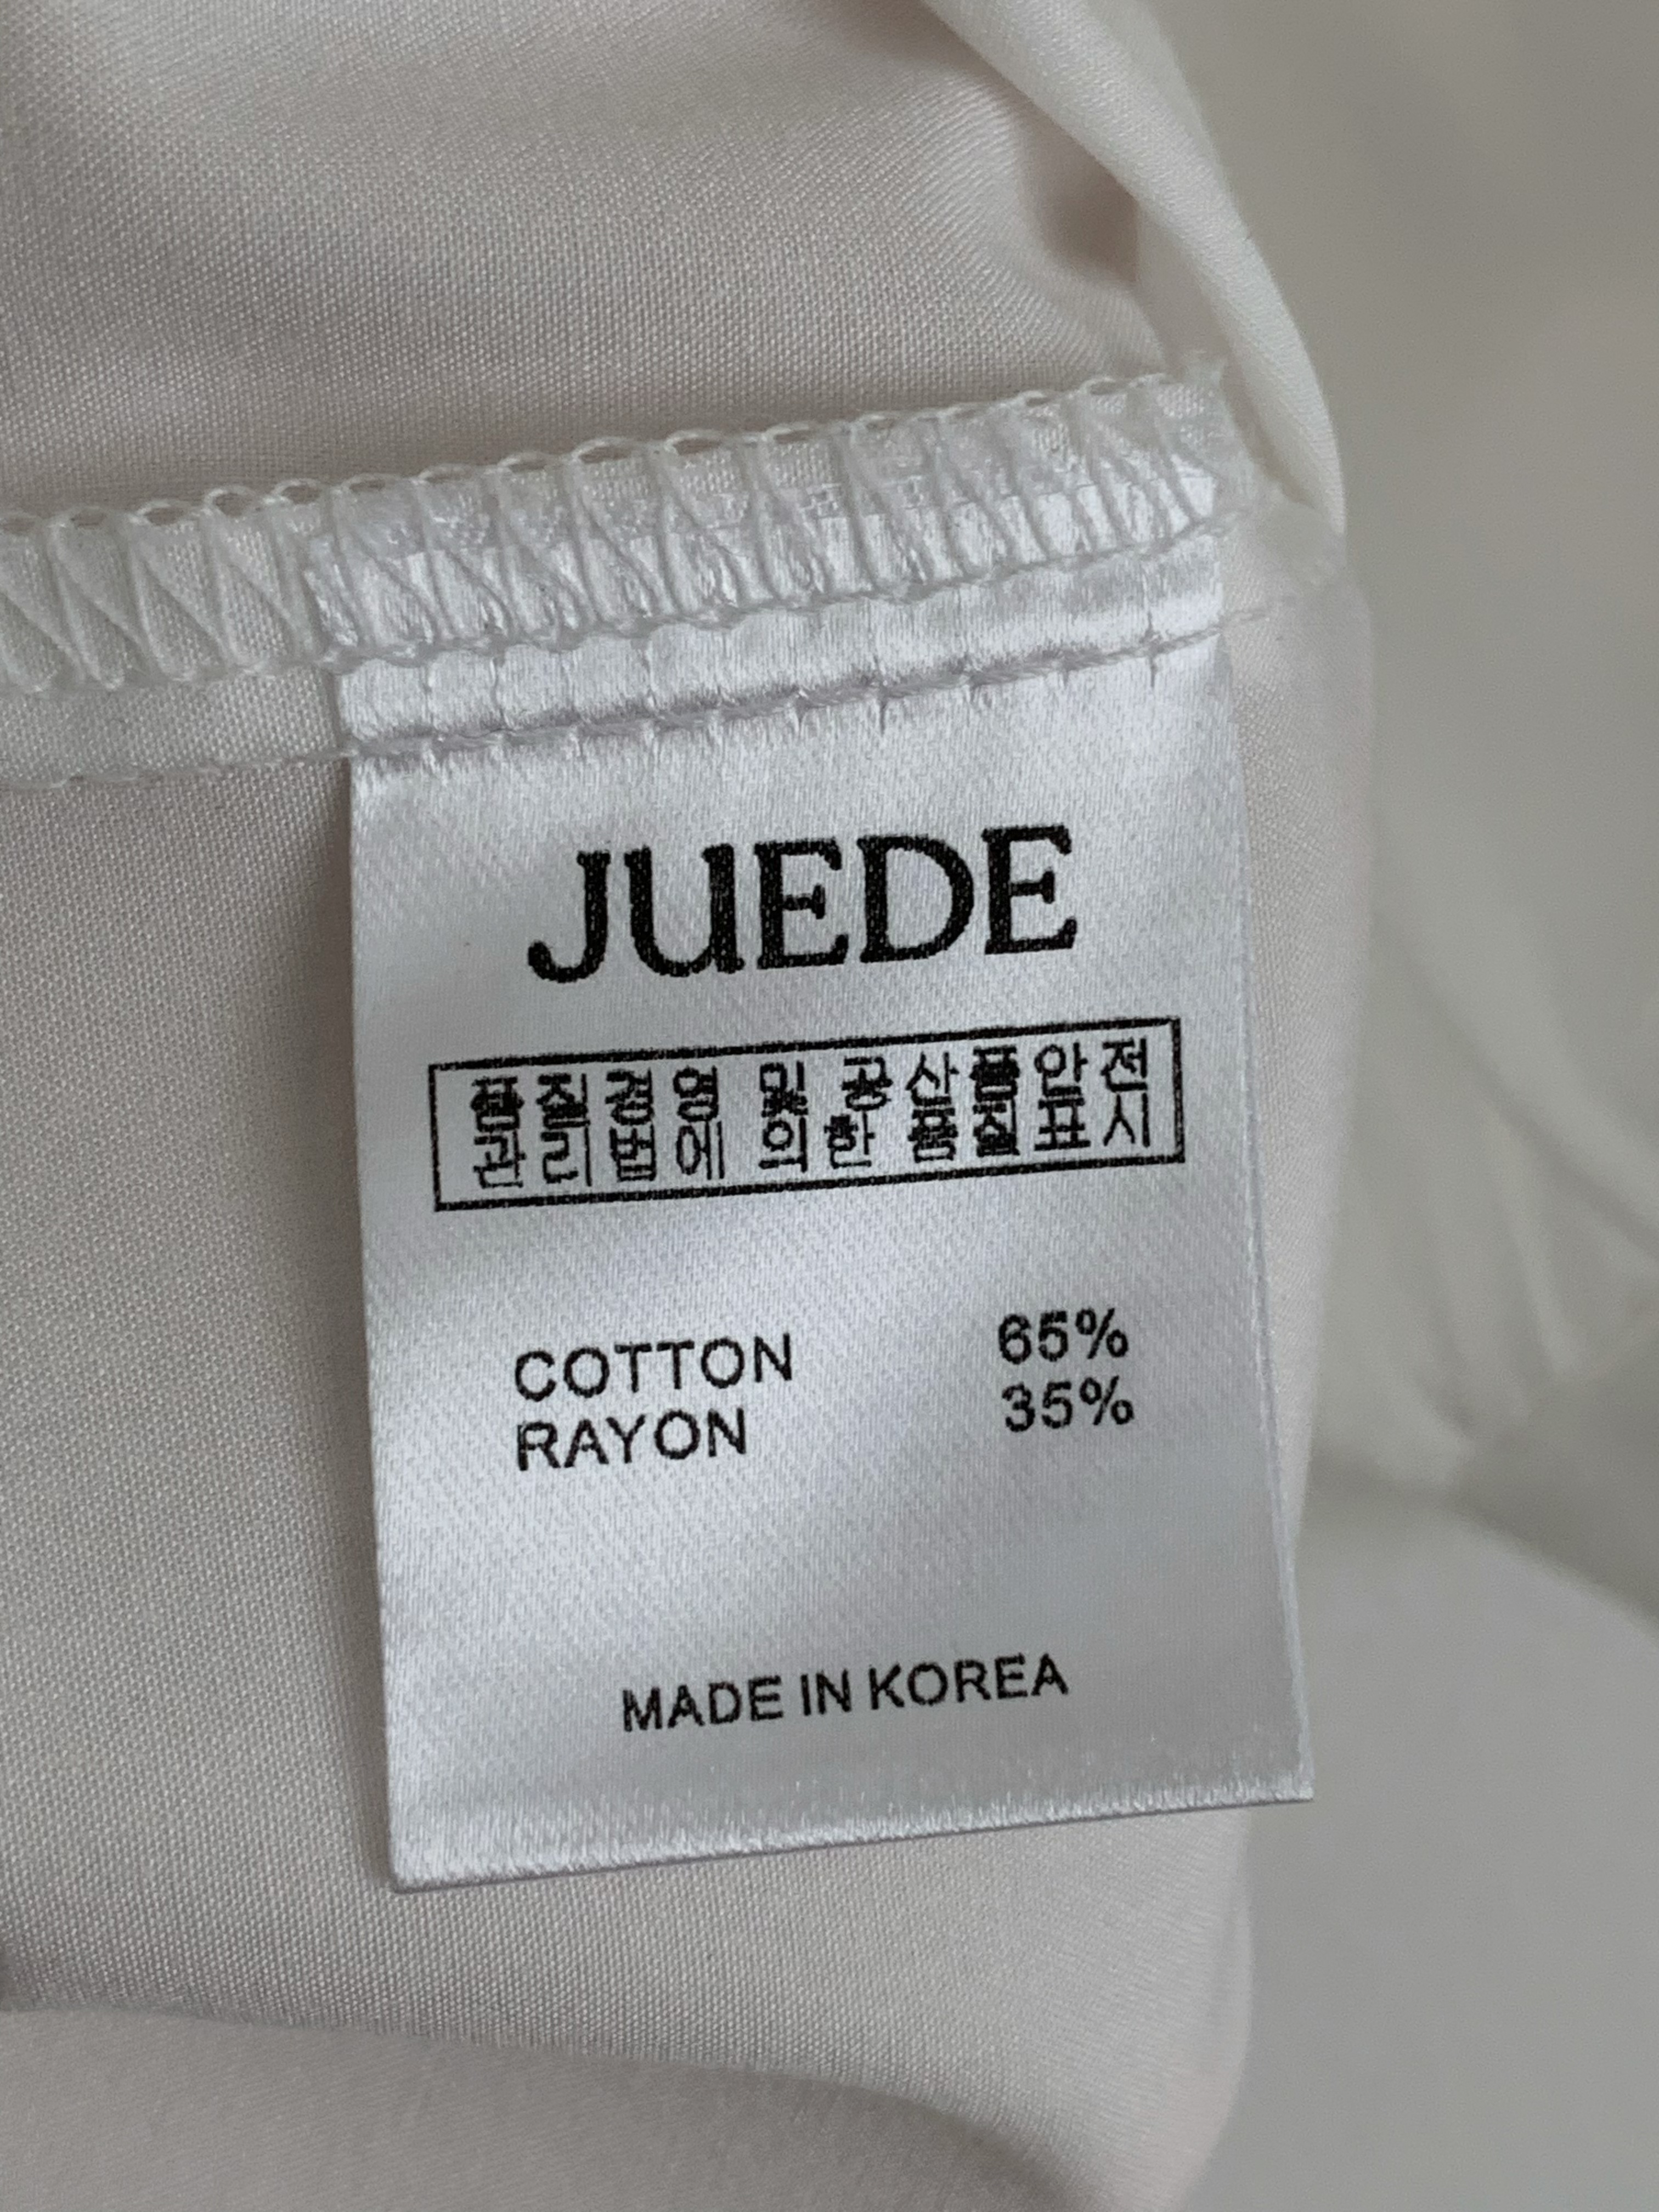 JUEDE
품질경영 및 공산품안전
관리법에 의한 품질표시
COTTON 65%
RAYON 35%
MADE IN KOREA